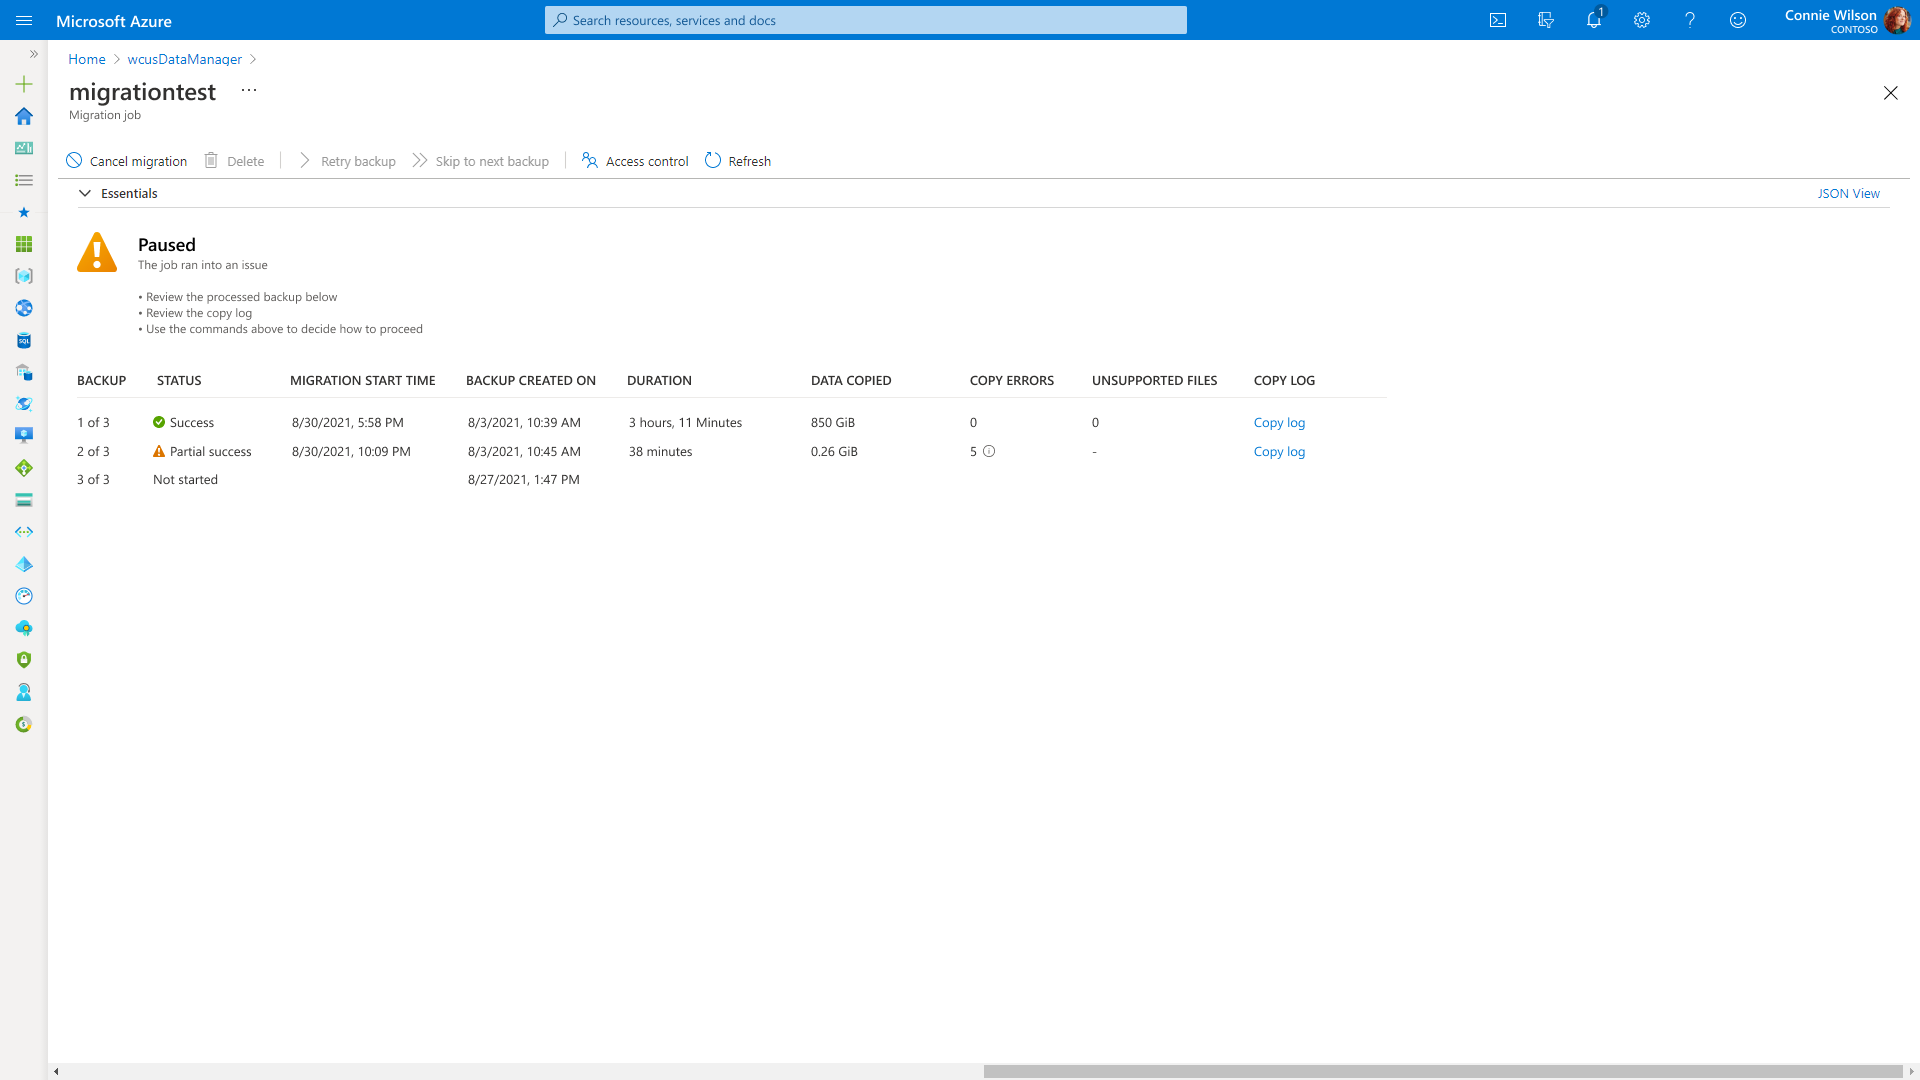 Microsoft Azure
Search resources, services and docs
1
Connie Wilson
CONTOSO
Home > wcusDataManager >
migrationtest ...
Migration job
Cancel migration Delete Retry backup Skip to next backup Access control Refresh
Essentials JSON View
Paused
The job ran into an issue
• Review the processed backup below
• Review the copy log
• Use the commands above to decide how to proceed
BACKUP STATUS MIGRATION START TIME BACKUP CREATED ON DURATION DATA COPIED COPY ERRORS UNSUPPORTED FILES COPY LOG
1 of 3 Success 8/30/2021, 5:58 PM 8/3/2021, 10:39 AM 3 hours, 11 Minutes 850 GiB 0 0 Copy log
2 of 3 Partial success 8/30/2021, 10:09 PM 8/3/2021, 10:45 AM 38 minutes 0.26 GiB 5 - Copy log
3 of 3 Not started 8/27/2021, 1:47 PM
SQL